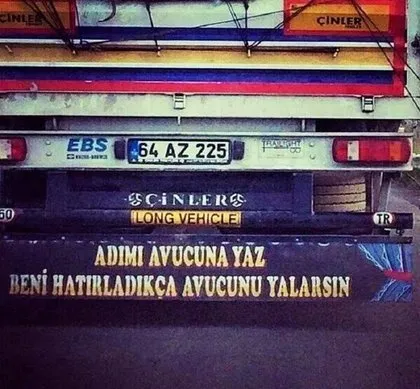 ÇİNLER
ÇİNLER
EBS
64 AZ 225
ÇİNLER
LONG VEHICLE
TR
ADIMI AVUCUNA YAZ
BENİ HATIRLADIKÇA AVUCUNU YALARSIN